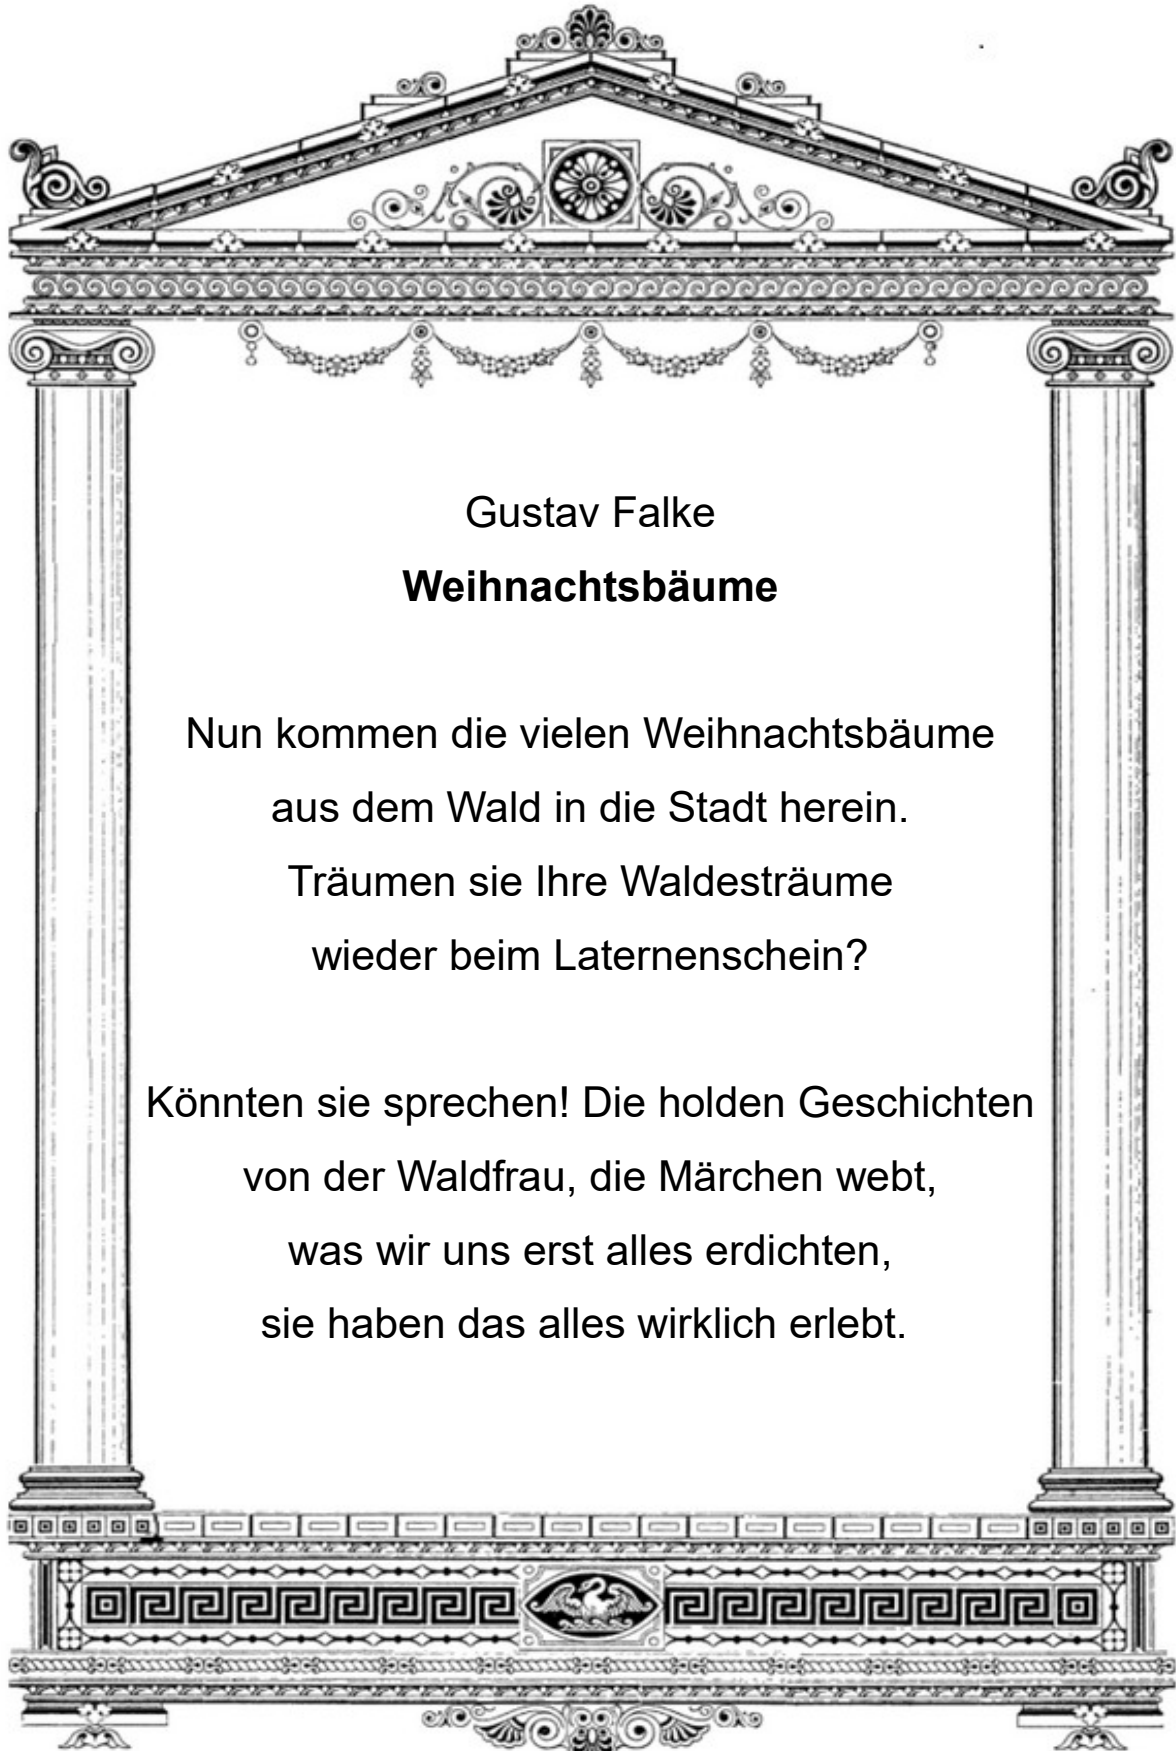 Gustav Falke
Weihnachtsbäume
Nun kommen die vielen Weihnachtsbäume
aus dem Wald in die Stadt herein.
Träumen sie Ihre Waldesträume
wieder beim Laternenschein?
Könnten sie sprechen! Die holden Geschichten
von der Waldfrau, die Märchen webt,
was wir uns erst alles erdichten,
sie haben das alles wirklich erlebt.